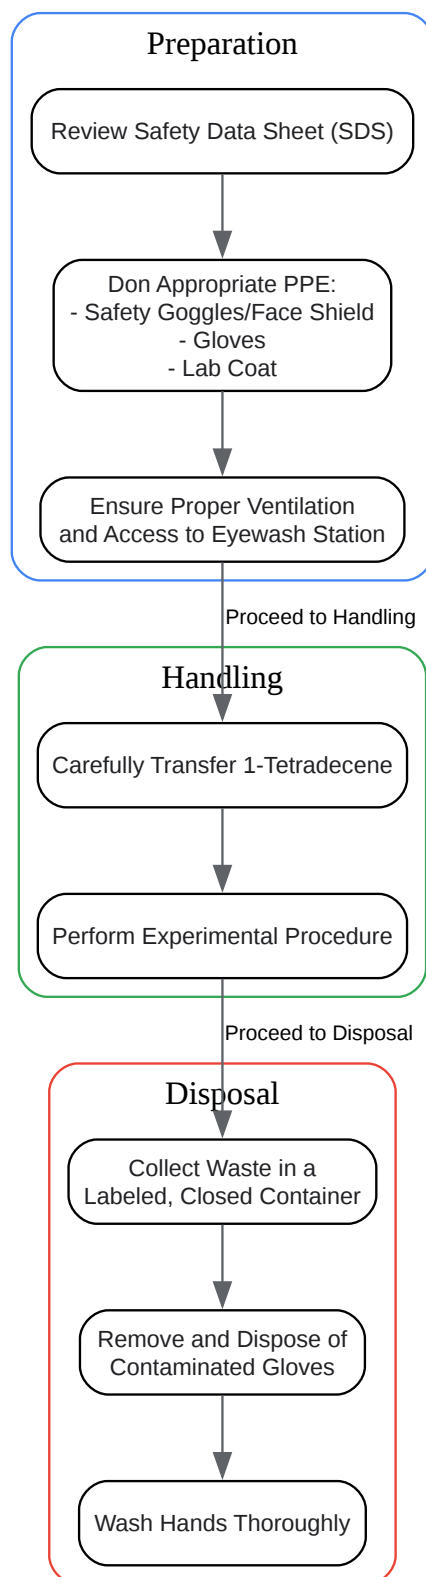 Preparation
Review Safety Data Sheet (SDS)
Don Appropriate PPE:
- Safety Goggles/Face Shield
- Gloves
- Lab Coat
Ensure Proper Ventilation
and Access to Eyewash Station
Proceed to Handling
Handling
Carefully Transfer 1-Tetradecene
Perform Experimental Procedure
Proceed to Disposal
Disposal
Collect Waste in a
Labeled, Closed Container
Remove and Dispose of
Contaminated Gloves
Wash Hands Thoroughly